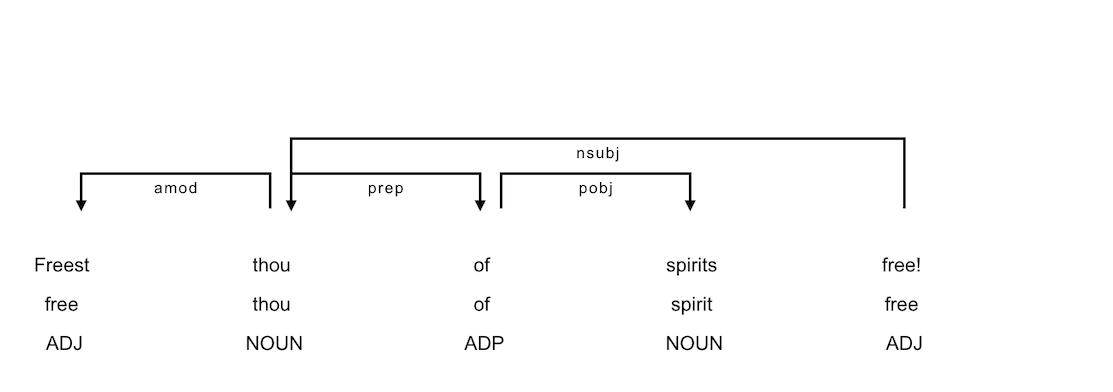 nsubj
amod prep pobj
Freest thou of spirits free!
free thou of spirit free
ADJ NOUN ADP NOUN ADJ